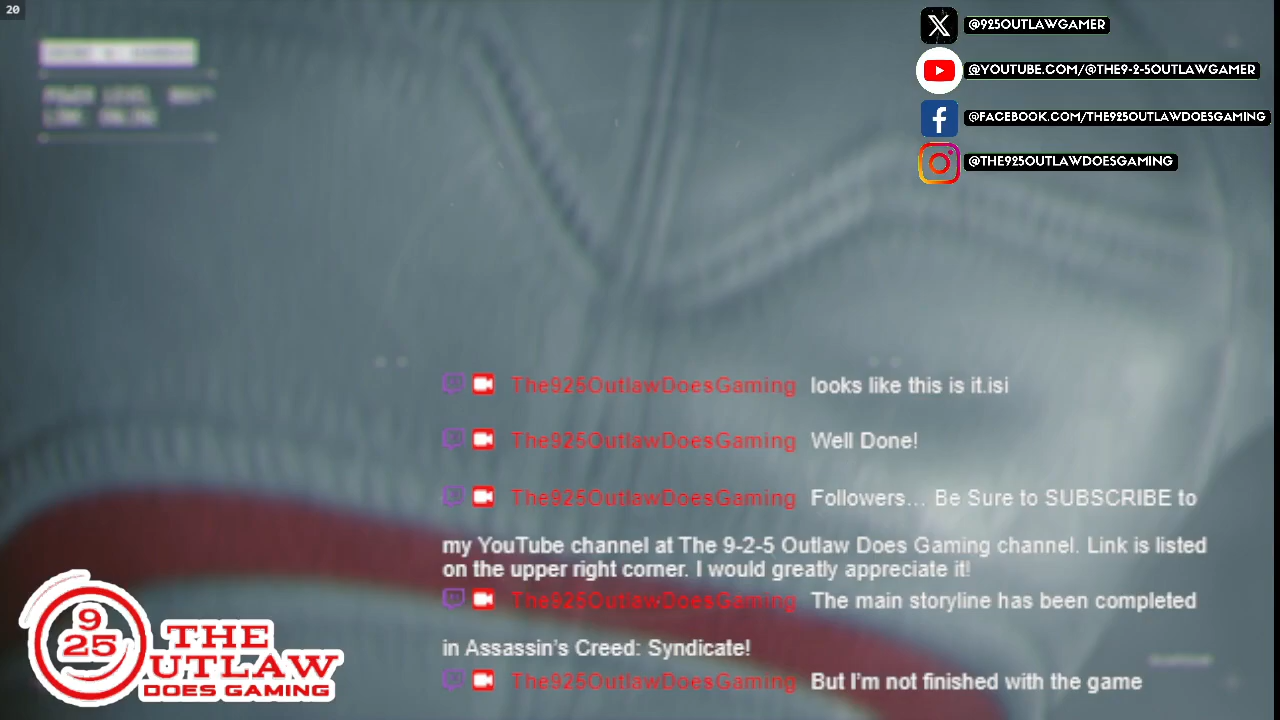 20
@925OUTLAWGAMER
@YOUTUBE.COM/@THE9-2-5OUTLAWGAMER
@FACEBOOK.COM/THE925OUTLAWDOESGAMING
@THE925OUTLAWDOESGAMING
POWER LEVEL
The925OutlawDoesGaming looks like this is it.isi
The925OutlawDoesGaming Well Done!
The925OutlawDoesGaming Followers... Be Sure to SUBSCRIBE to
my YouTube channel at The 9-2-5 Outlaw Does Gaming channel. Link is listed
on the upper right corner. I would greatly appreciate it!
The925OutlawDoesGaming The main storyline has been completed
in Assassin's Creed: Syndicate!
The925OutlawDoesGaming But I'm not finished with the game
9
25
THE
OUTLAW
DOES GAMING